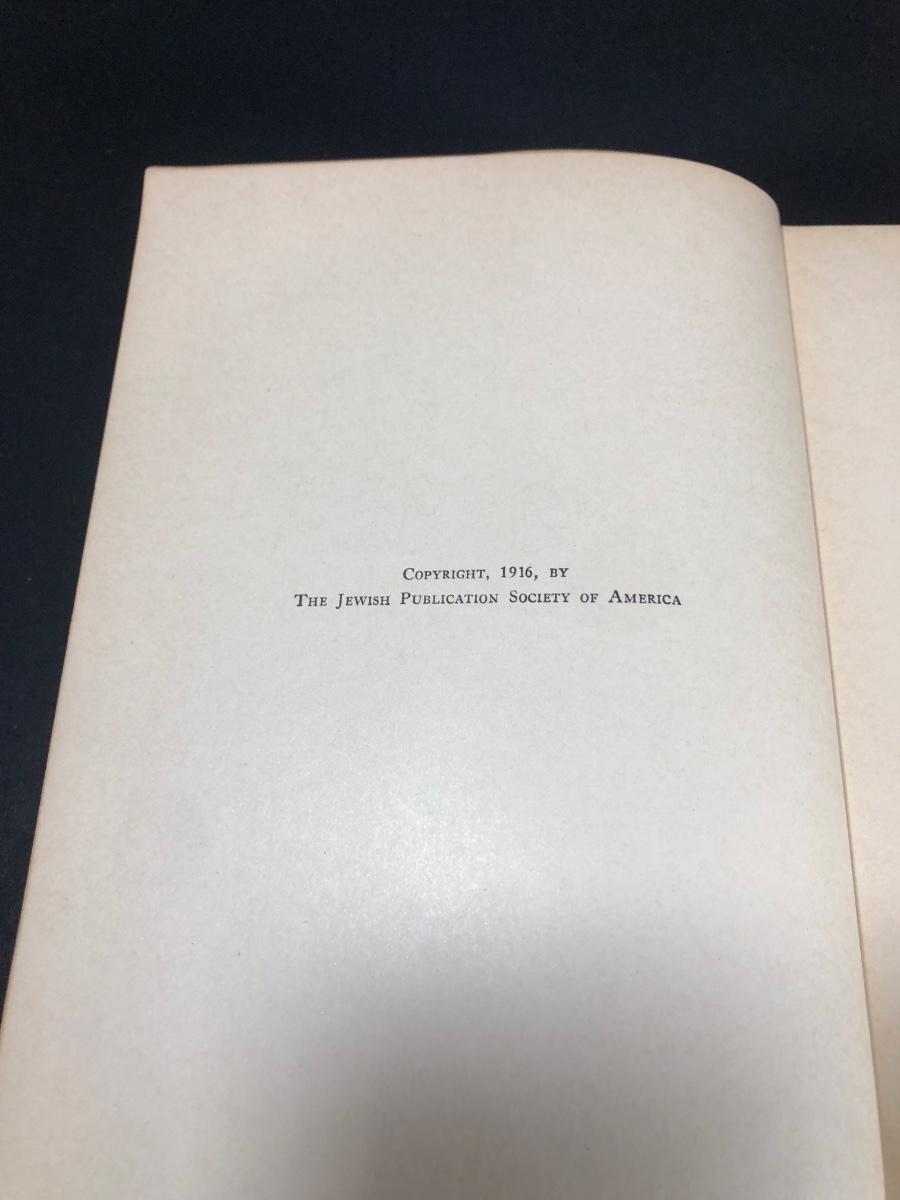 Copyright, 1916, by
The Jewish Publication Society of America